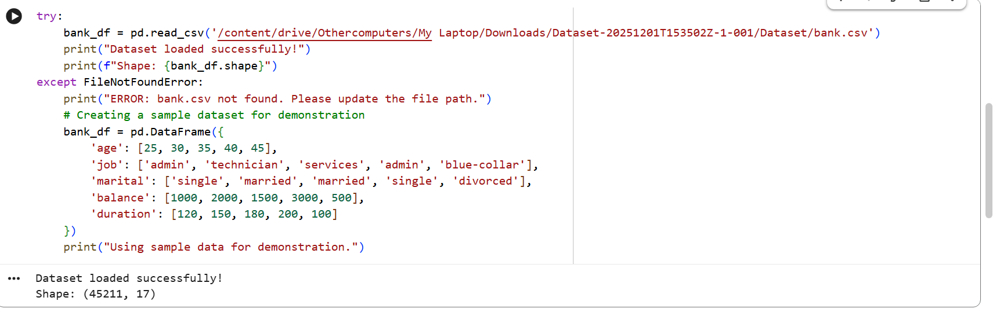 try:
    bank_df = pd.read_csv('/content/drive/Othercomputers/My Laptop/Downloads/Dataset-20251201T153502Z-1-001/Dataset/bank.csv')
    print("Dataset loaded successfully!")
    print(f"Shape: {bank_df.shape}")
except FileNotFoundError:
    print("ERROR: bank.csv not found. Please update the file path.")
    # Creating a sample dataset for demonstration
    bank_df = pd.DataFrame({
        'age': [25, 30, 35, 40, 45],
        'job': ['admin', 'technician', 'services', 'admin', 'blue-collar'],
        'marital': ['single', 'married', 'married', 'single', 'divorced'],
        'balance': [1000, 2000, 1500, 3000, 500],
        'duration': [120, 150, 180, 200, 100]
    })
    print("Using sample data for demonstration.")
Dataset loaded successfully!
Shape: (45211, 17)